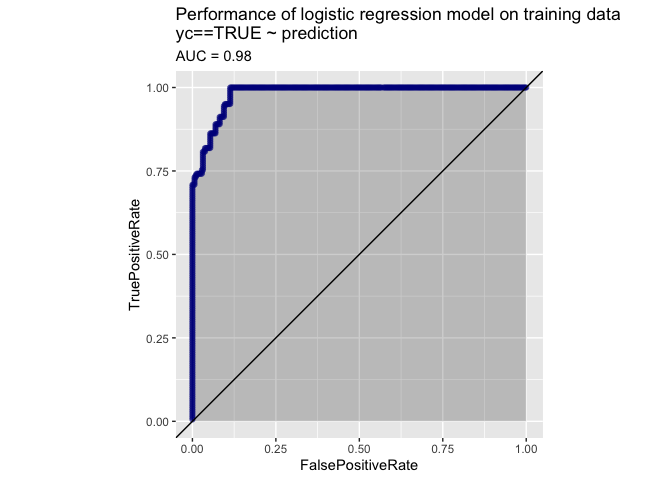 Performance of logistic regression model on training data
yc==TRUE ~ prediction
AUC = 0.98
1.00
0.75
0.50
0.25
0.00
TruePositiveRate
0.00 0.25 0.50 0.75 1.00
FalsePositiveRate